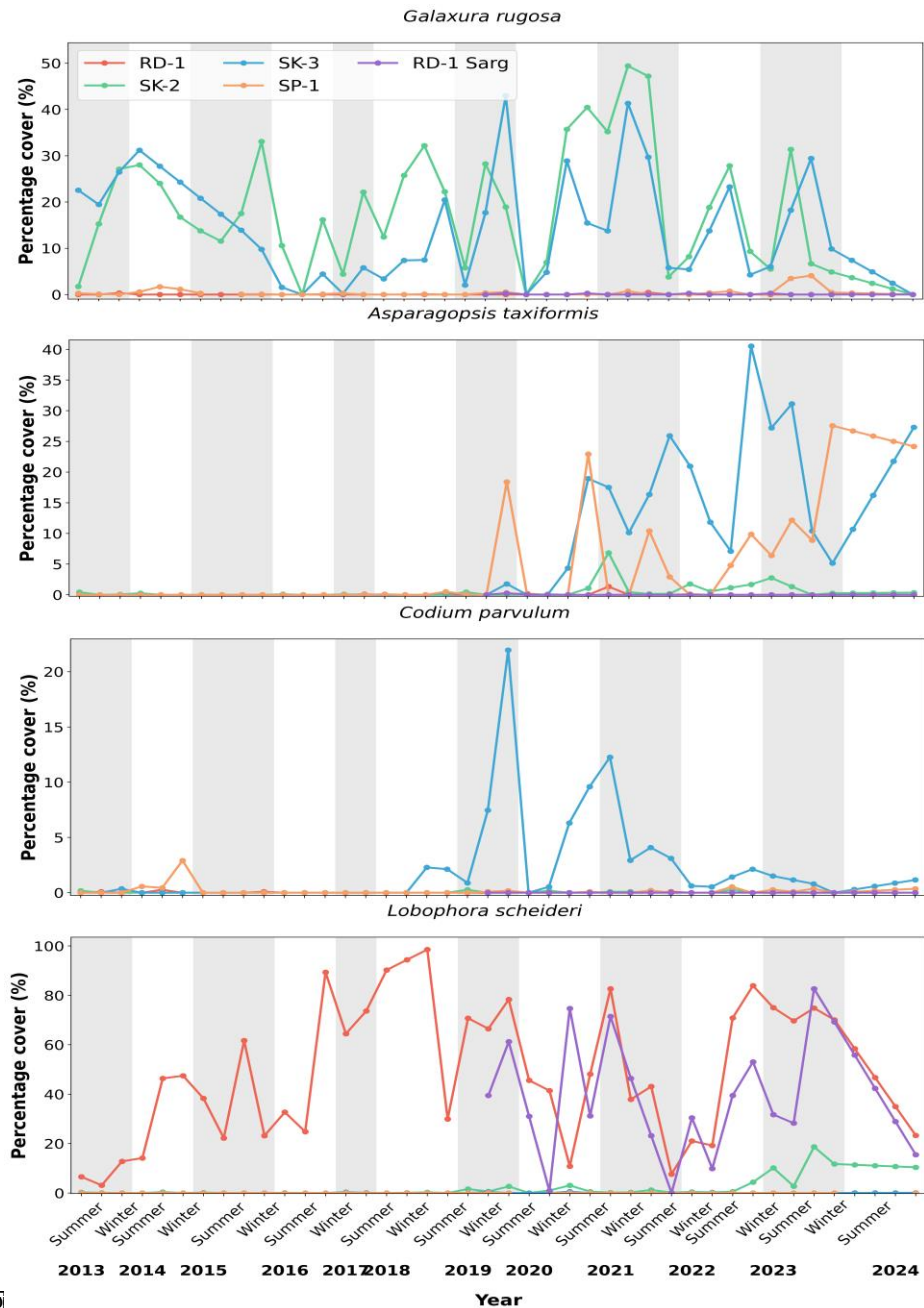 Galaxura rugosa
RD-1 SK-3 RD-1 Sarg
SK-2 SP-1
Percentage cover (%)
50
40
30
20
10
0
Asparagopsis taxiformis
Percentage cover (%)
40
35
30
25
20
15
10
5
0
Codium parvulum
Percentage cover (%)
20
15
10
5
0
Lobophora scheideri
Percentage cover (%)
100
80
60
40
20
0
Summer Winter Summer Winter Summer Winter Summer Winter Summer Winter Summer Winter Summer Winter Summer Winter Summer Winter Summer Winter Summer
2013 2014 2015 2016 2017 2018 2019 2020 2021 2022 2023 2024
Year